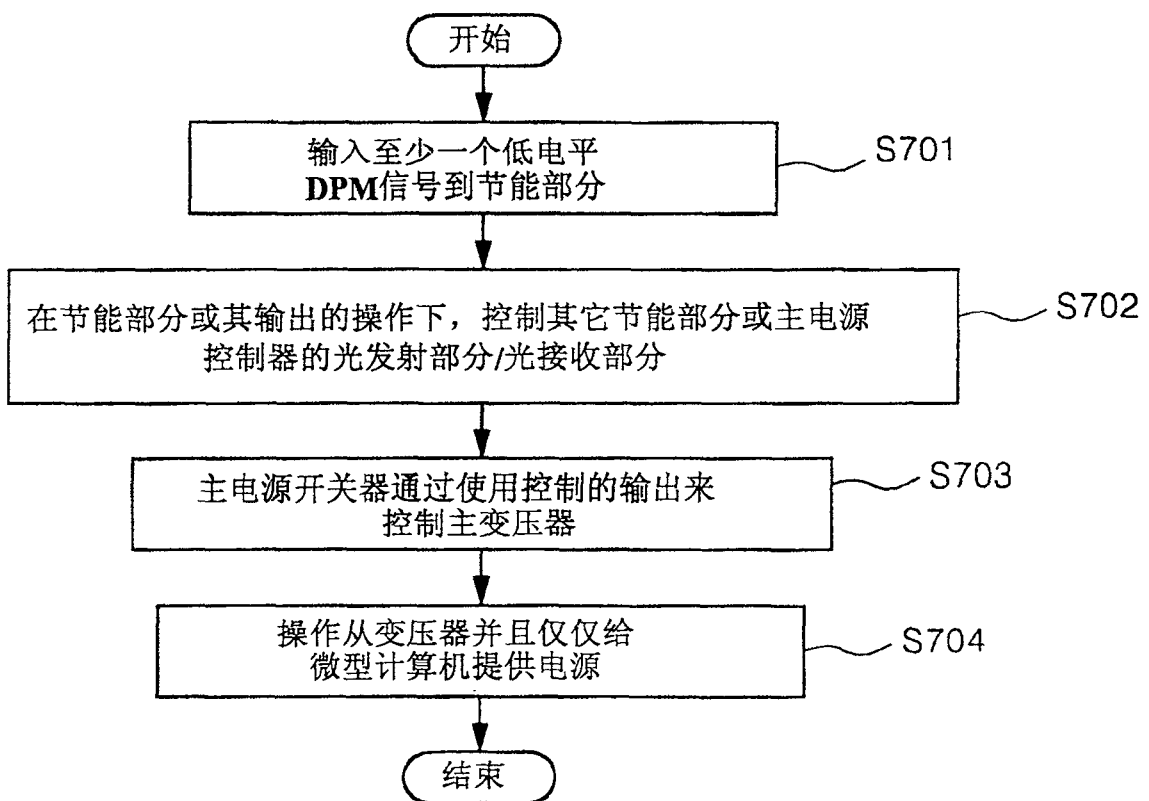 开始
输入至少一个低电平
DPM信号到节能部分
S701
在节能部分或其输出的操作下，控制其它节能部分或主电源
控制器的光发射部分/光接收部分
S702
主电源开关器通过使用控制的输出来
控制主变压器
S703
操作从变压器并且仅仅给
微型计算机提供电源
S704
结束